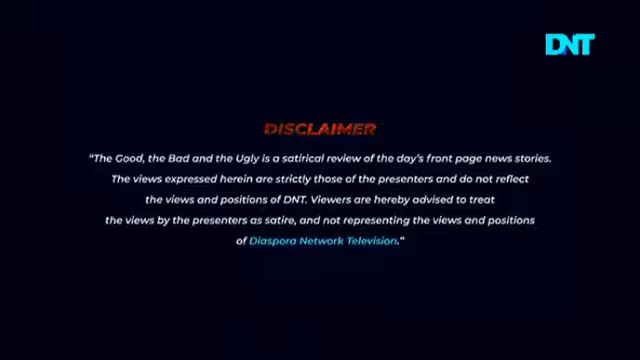 DNT
DISCLAIMER
“The Good, the Bad and the Ugly is a satirical review of the day’s front page news stories.
The views expressed herein are strictly those of the presenters and do not reflect
the views and positions of DNT. Viewers are hereby advised to treat
the views by the presenters as satire, and not representing the views and positions
of Diaspora Network Television.“